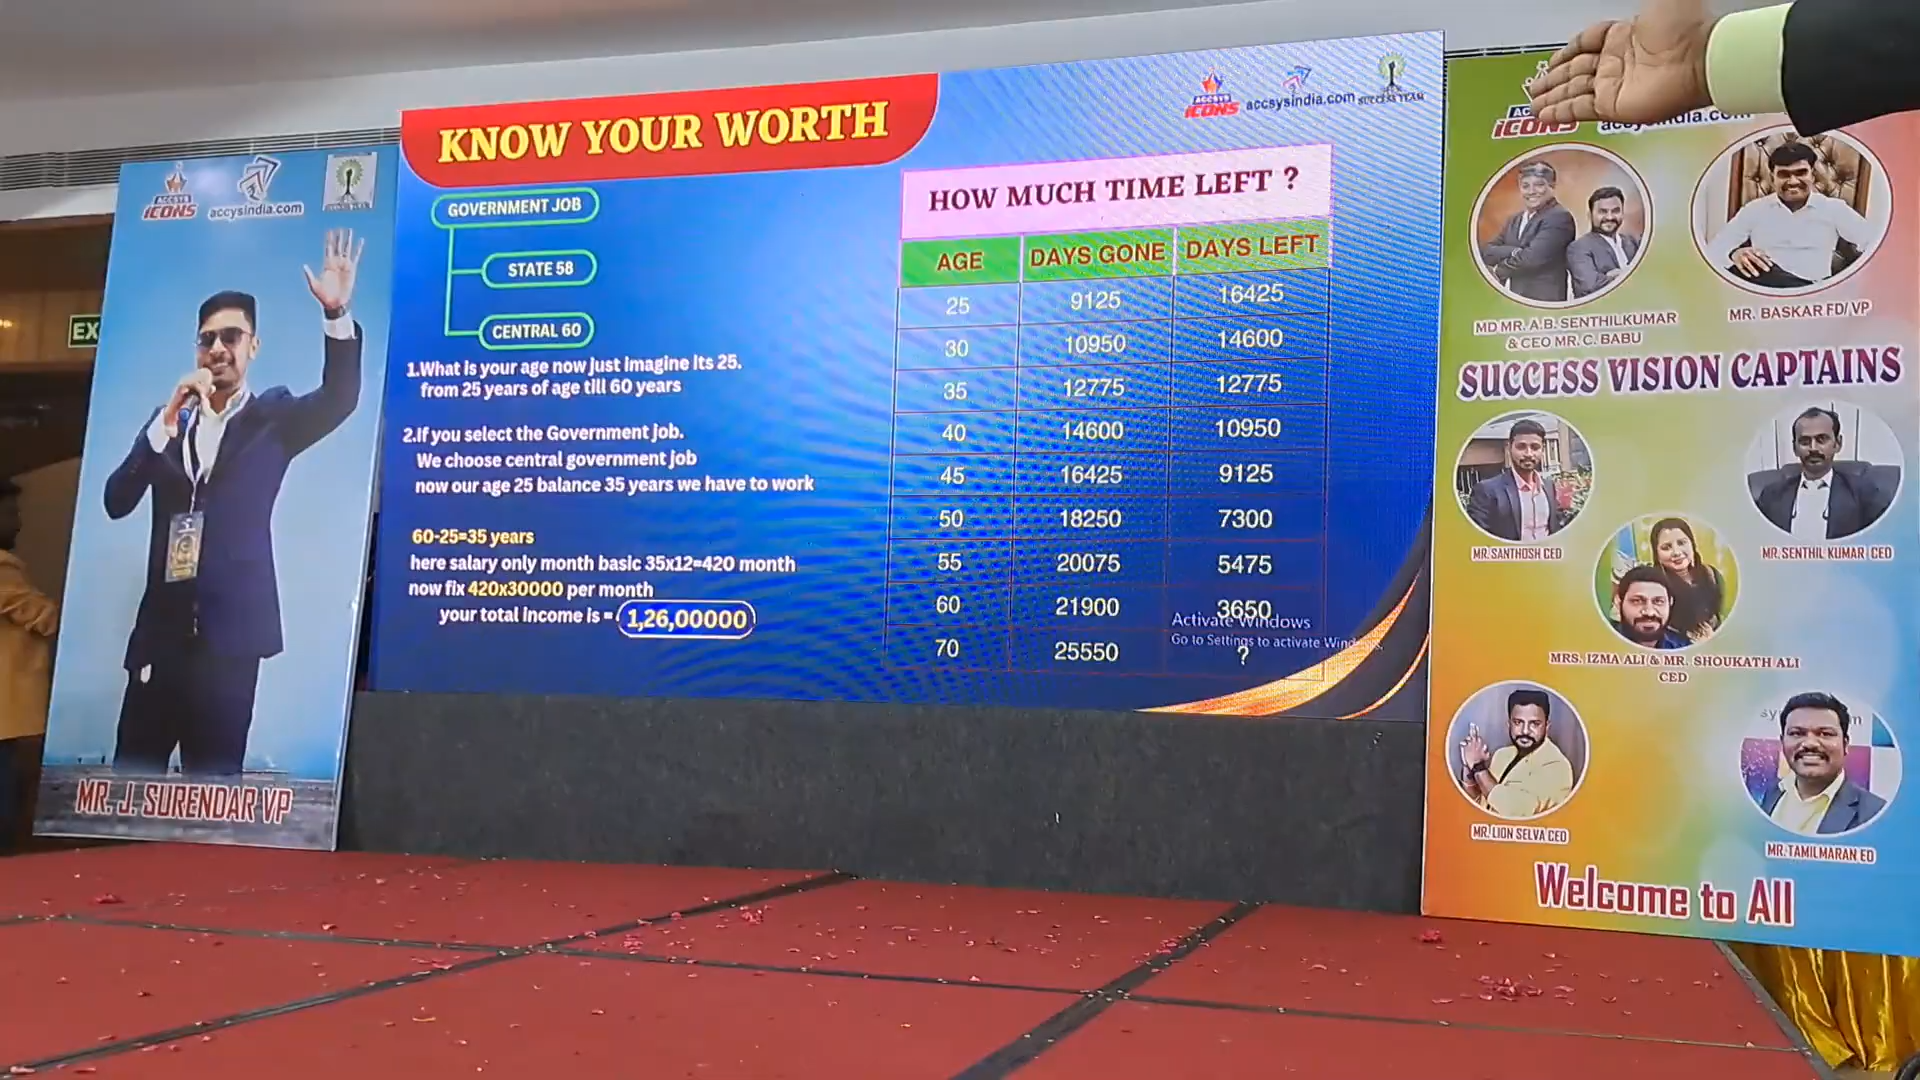 ACCSYS
iCONS
accysindia.com
MR. J. SURENDAR VP
EX
KNOW YOUR WORTH
GOVERNMENT JOB
STATE 58
CENTRAL 60
1.What is your age now just imagine its 25.
from 25 years of age till 60 years
2.If you select the Government job.
We choose central government job
now our age 25 balance 35 years we have to work
60-25=35 years
here salary only month basic 35x12=420 month
now fix 420x30000 per month
your total income is = 1,26,00000
ACCSYS
iCONS
accsysindia.com
SUCCESS TEAM
HOW MUCH TIME LEFT ?
AGE DAYS GONE DAYS LEFT
25 9125 16425
30 10950 14600
35 12775 12775
40 14600 10950
45 16425 9125
50 18250 7300
55 20075 5475
60 21900 3650
70 25550 ?
Activate Windows
Go to Settings to activate Windows.
iCONS
MD MR. A.B. SENTHILKUMAR
& CEO MR. C. BABU
MR. BASKAR FD/ VP
SUCCESS VISION CAPTAINS
MR. SANTHOSH CED
MR. SENTHIL KUMAR CED
MRS. IZMA ALI & MR. SHOUKATH ALI
CED
MR. LION SELVA CED
MR. TAMILMARAN ED
Welcome to All